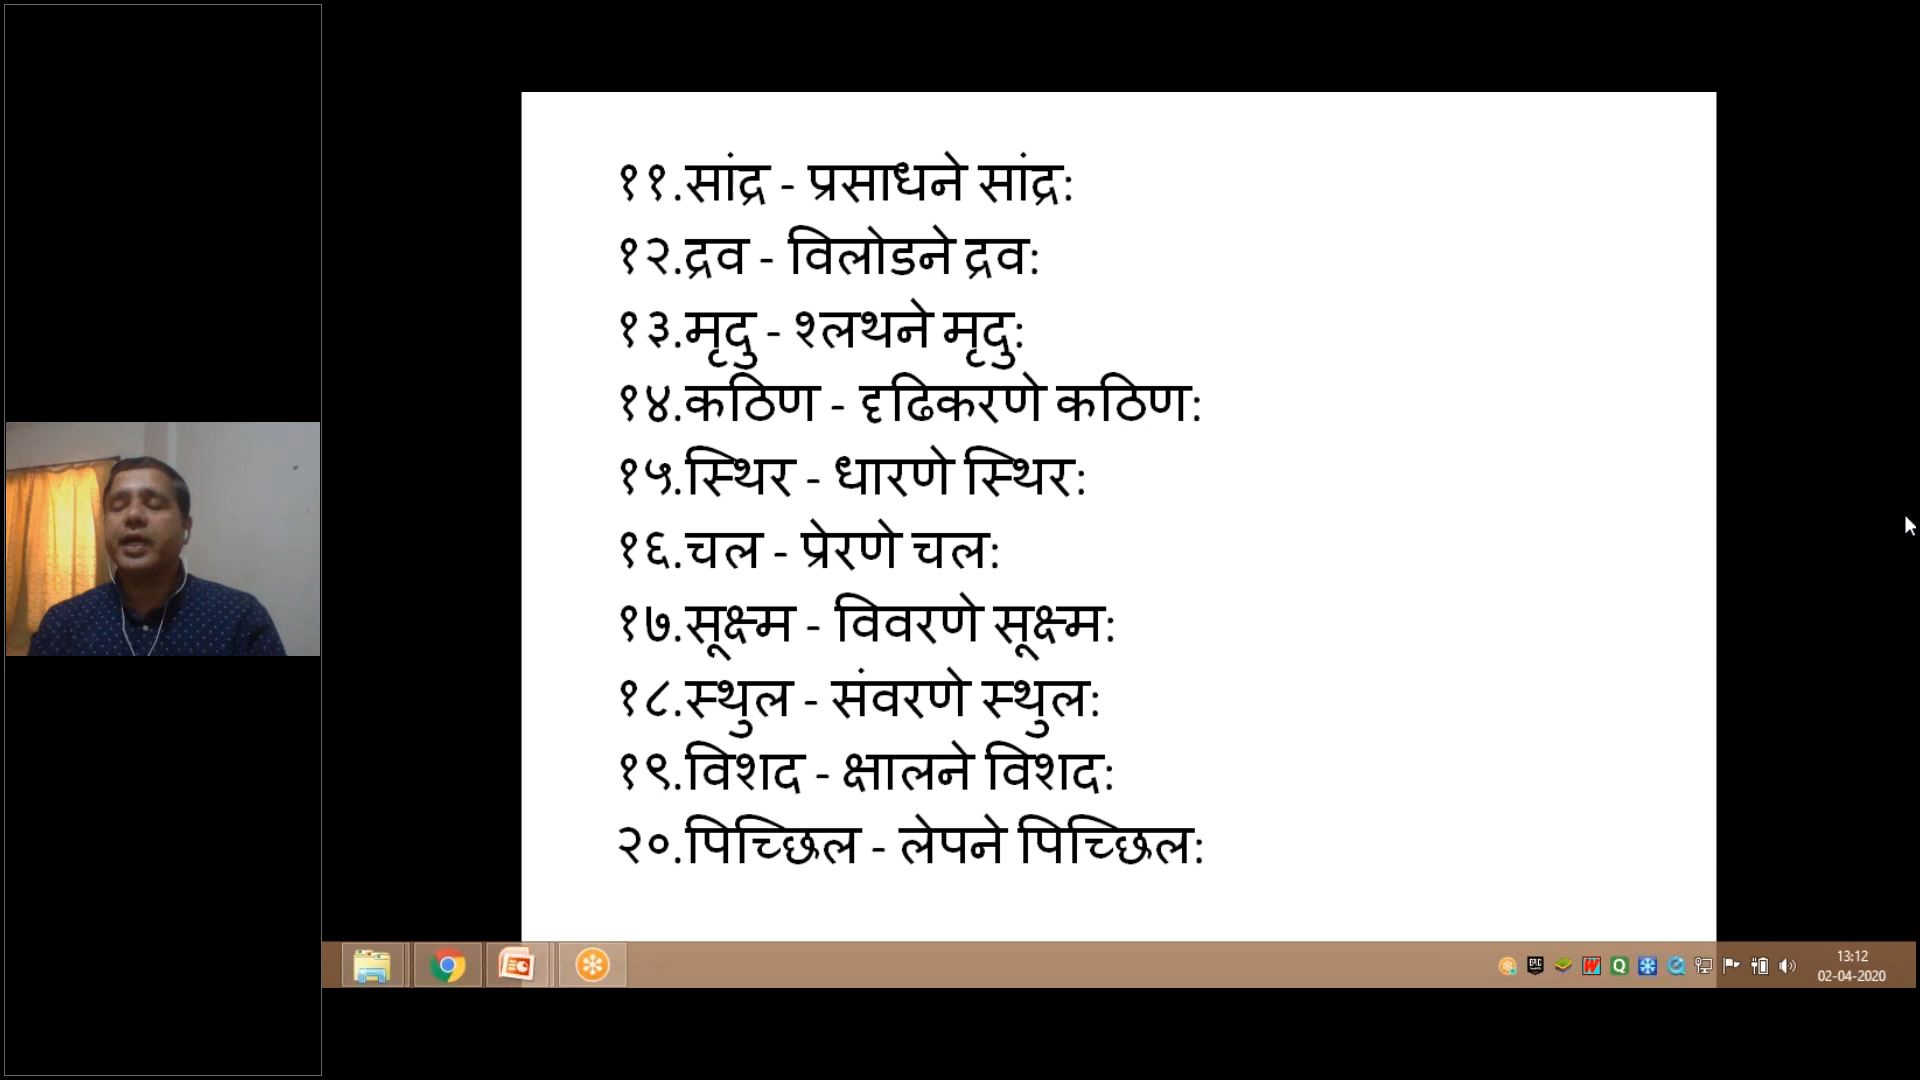 ११.सांद्र - प्रसाधने सांद्र:
१२.द्रव - विलोडने द्रव:
१३.मृदु - श्लथने मृदु:
१४.कठिण - दृढिकरणे कठिण:
१५.स्थिर - धारणे स्थिर:
१६.चल - प्रेरणे चल:
१७.सूक्ष्म - विवरणे सूक्ष्म:
१८.स्थुल - संवरणे स्थुल:
१९.विशद - क्षालने विशद:
२०.पिच्छिल - लेपने पिच्छिल:
13:12
02-04-2020